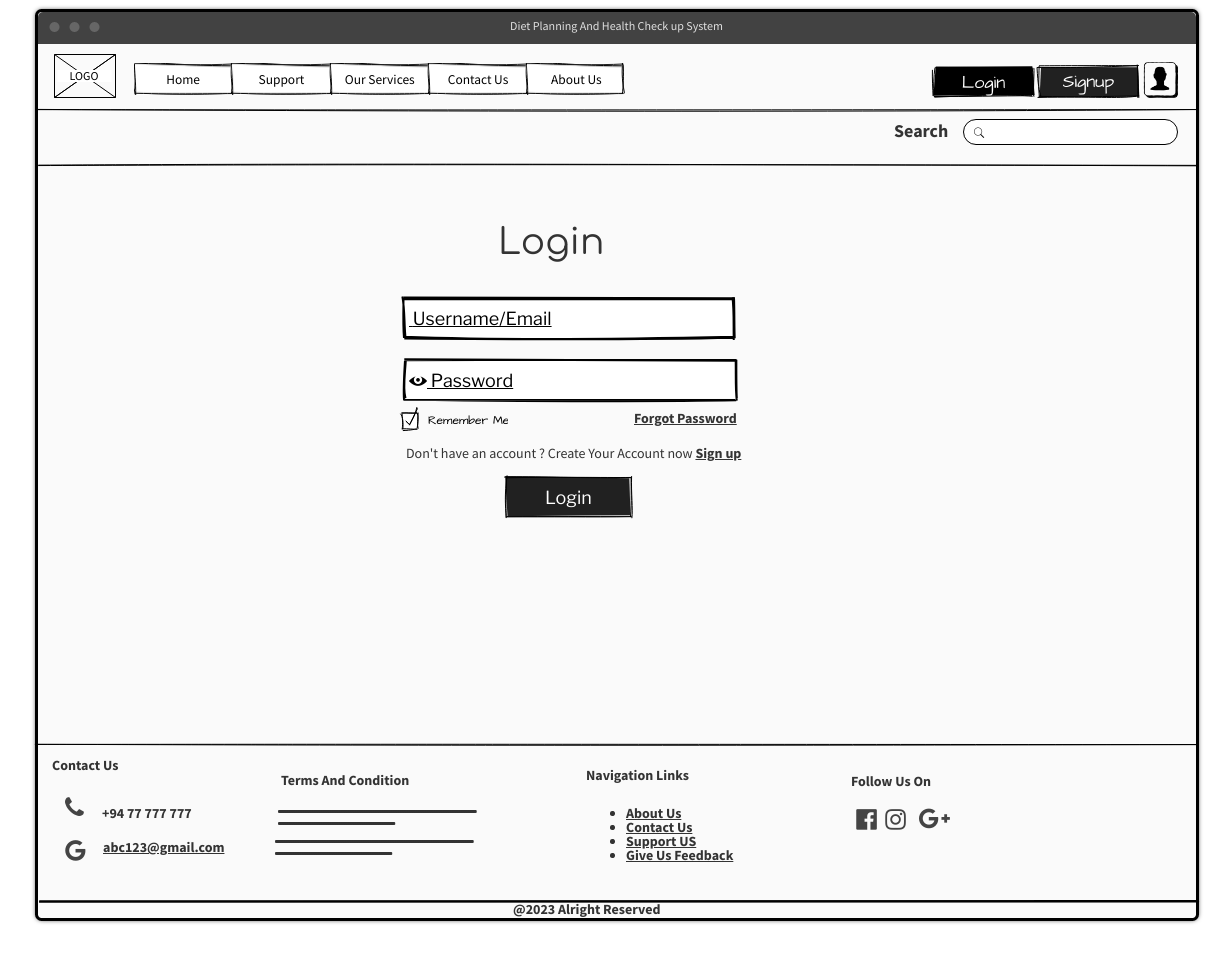 Diet Planning And Health Check up System
LOGO
Home Support Our Services Contact Us About Us
Login Signup
Search
Login
Username/Email
Password
Remember Me Forgot Password
Don't have an account ? Create Your Account now Sign up
Login
Contact Us
+94 77 777 777
abc123@gmail.com
Terms And Condition
Navigation Links
About Us
Contact Us
Support US
Give Us Feedback
Follow Us On
@2023 Alright Reserved